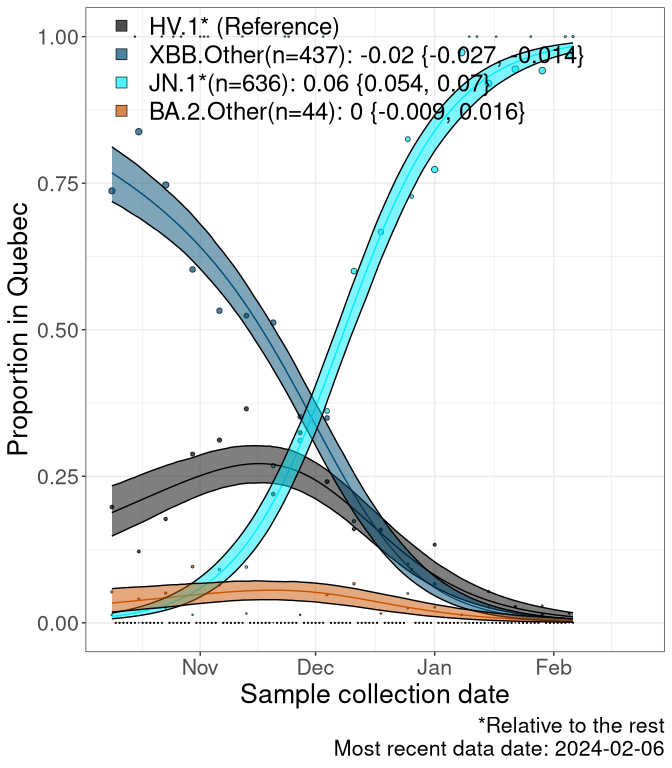 HV.1* (Reference)
XBB.Other(n=437): -0.02 {-0.027, -0.014}
JN.1*(n=636): 0.06 {0.054, 0.07}
BA.2.Other(n=44): 0 {-0.009, 0.016}
1.00
0.75
0.50
0.25
0.00
Proportion in Quebec
Nov Dec Jan Feb
Sample collection date
*Relative to the rest
Most recent data date: 2024-02-06